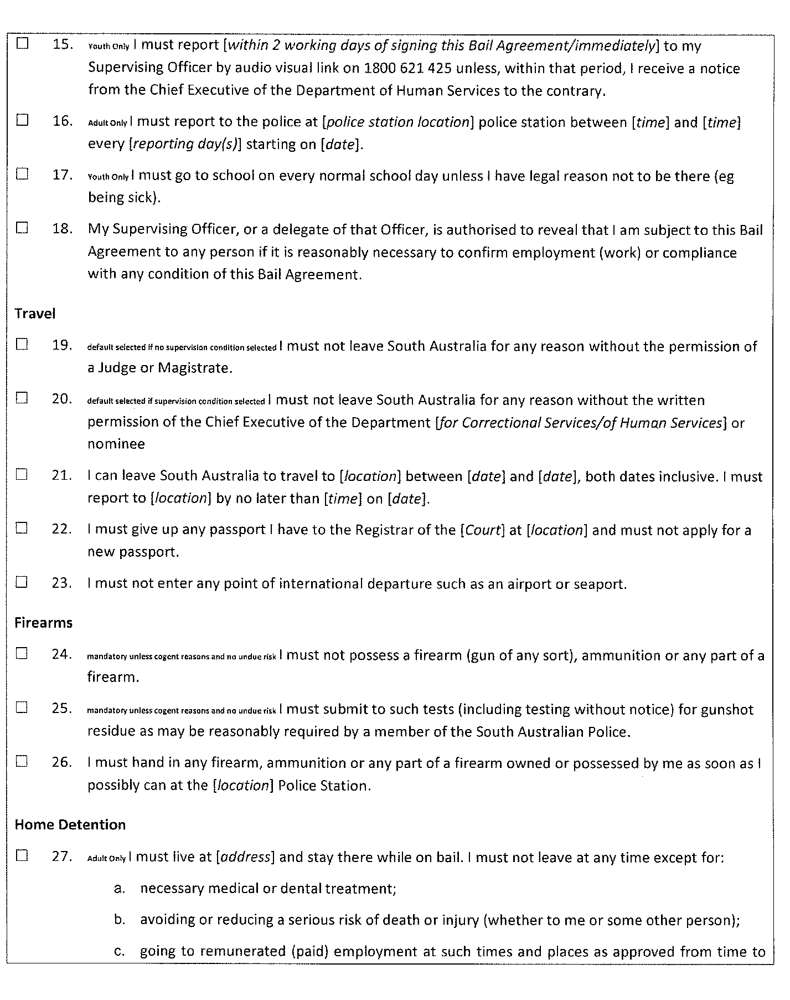 ☐ 15. Youth Only I must report [within 2 working days of signing this Bail Agreement/immediately] to my
Supervising Officer by audio visual link on 1800 621 425 unless, within that period, I receive a notice
from the Chief Executive of the Department of Human Services to the contrary.
☐ 16. Adult Only I must report to the police at [police station location] police station between [time] and [time]
every [reporting day(s)] starting on [date].
☐ 17. Youth Only I must go to school on every normal school day unless I have legal reason not to be there (eg
being sick).
☐ 18. My Supervising Officer, or a delegate of that Officer, is authorised to reveal that I am subject to this Bail
Agreement to any person if it is reasonably necessary to confirm employment (work) or compliance
with any condition of this Bail Agreement.
Travel
☐ 19. default selected if no supervision condition selected I must not leave South Australia for any reason without the permission of
a Judge or Magistrate.
☐ 20. default selected if supervision condition selected I must not leave South Australia for any reason without the written
permission of the Chief Executive of the Department [for Correctional Services/of Human Services] or
nominee
☐ 21. I can leave South Australia to travel to [location] between [date] and [date], both dates inclusive. I must
report to [location] by no later than [time] on [date].
☐ 22. I must give up any passport I have to the Registrar of the [Court] at [location] and must not apply for a
new passport.
☐ 23. I must not enter any point of international departure such as an airport or seaport.
Firearms
☐ 24. mandatory unless cogent reasons and no undue risk I must not possess a firearm (gun of any sort), ammunition or any part of a
firearm.
☐ 25. mandatory unless cogent reasons and no undue risk I must submit to such tests (including testing without notice) for gunshot
residue as may be reasonably required by a member of the South Australian Police.
☐ 26. I must hand in any firearm, ammunition or any part of a firearm owned or possessed by me as soon as I
possibly can at the [location] Police Station.
Home Detention
☐ 27. Adult Only I must live at [address] and stay there while on bail. I must not leave at any time except for:
a. necessary medical or dental treatment;
b. avoiding or reducing a serious risk of death or injury (whether to me or some other person);
c. going to remunerated (paid) employment at such times and places as approved from time to